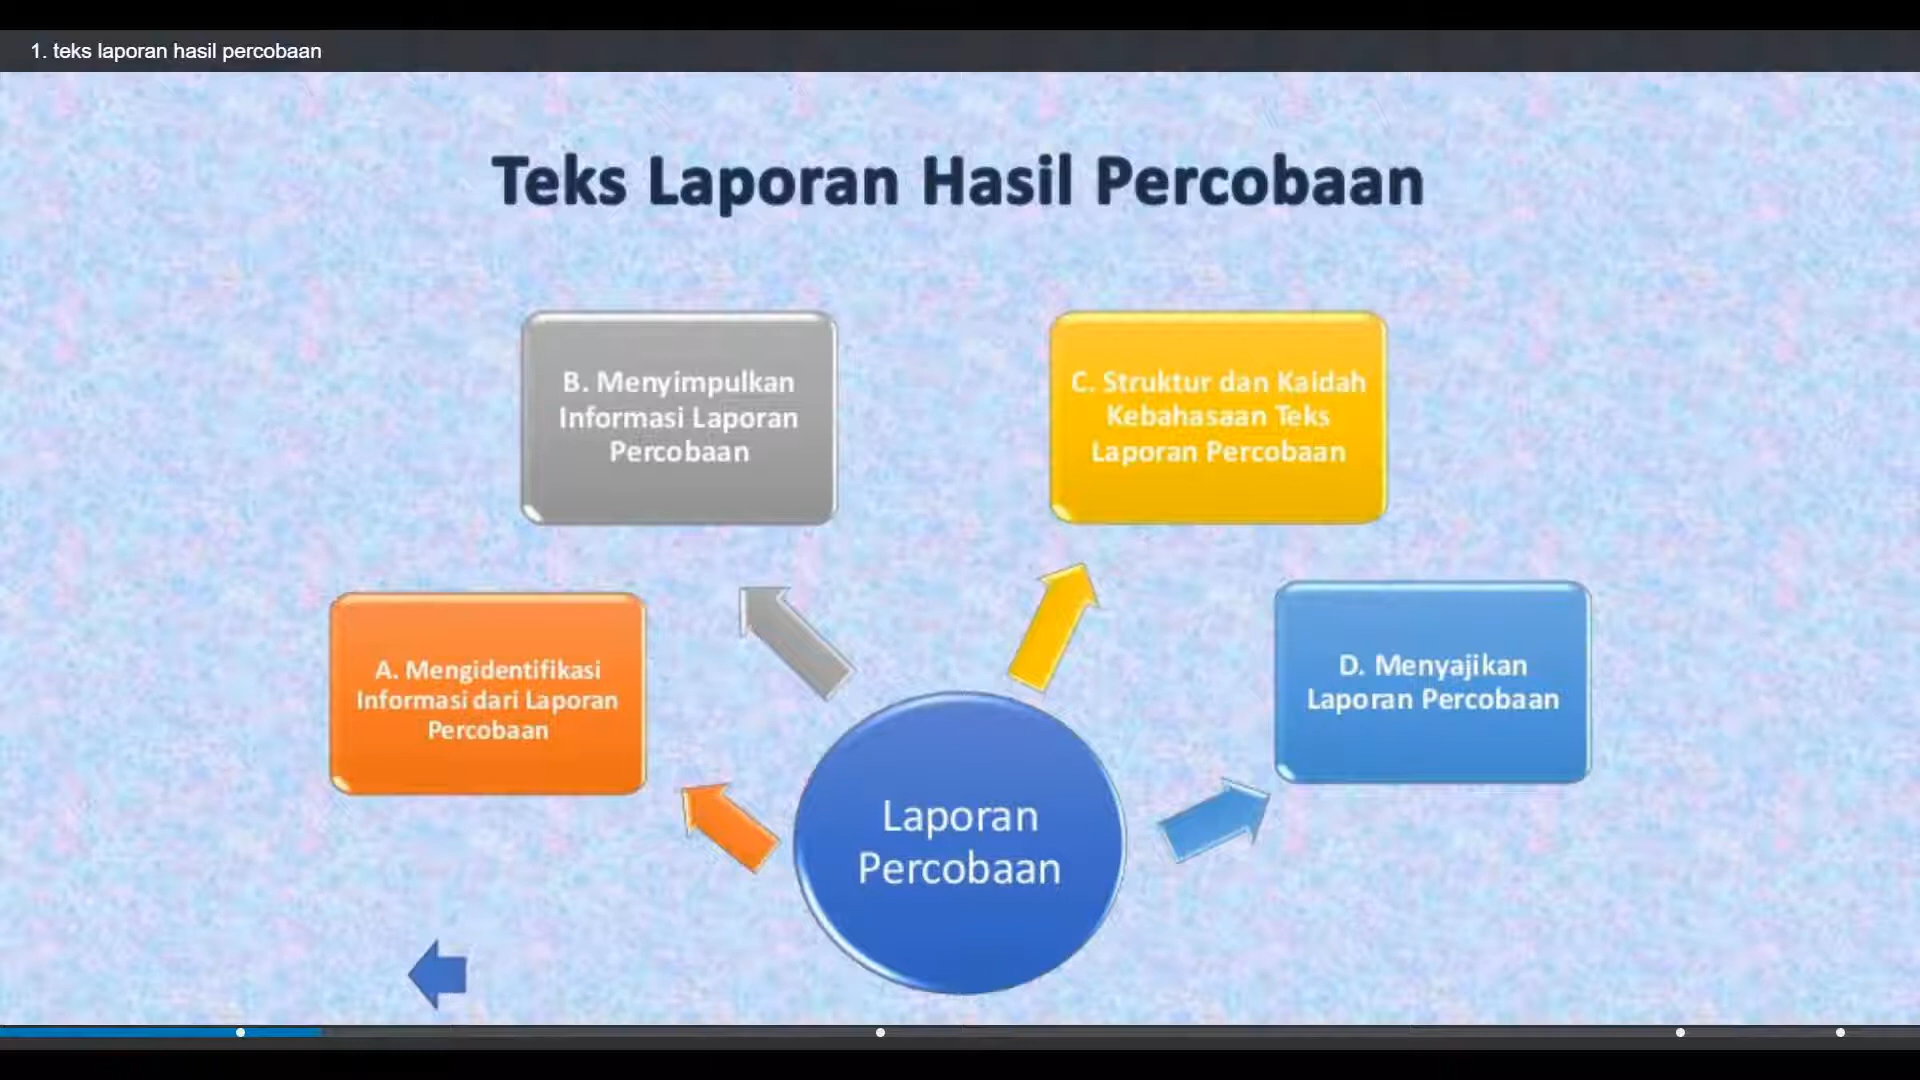 1. teks laporan hasil percobaan
Teks Laporan Hasil Percobaan
B. Menyimpulkan
Informasi Laporan
Percobaan
C. Struktur dan Kaidah
Kebahasaan Teks
Laporan Percobaan
A. Mengidentifikasi
Informasi dari Laporan
Percobaan
D. Menyajikan
Laporan Percobaan
Laporan
Percobaan